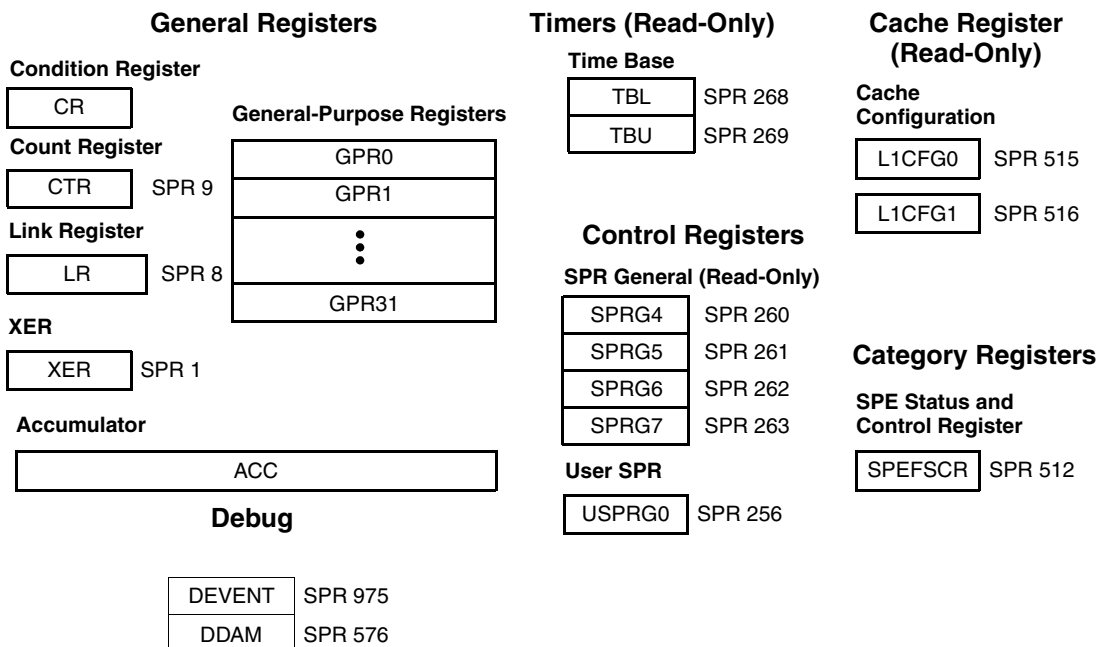 General Registers
Condition Register
CR
Count Register
CTR SPR 9
Link Register
LR SPR 8
XER
XER SPR 1
General-Purpose Registers
GPR0
GPR1
GPR31
Accumulator
ACC
Debug
DEVENT SPR 975
DDAM SPR 576
Timers (Read-Only)
Time Base
TBL SPR 268
TBU SPR 269
Control Registers
SPR General (Read-Only)
SPRG4 SPR 260
SPRG5 SPR 261
SPRG6 SPR 262
SPRG7 SPR 263
User SPR
USPRG0 SPR 256
Cache Register
(Read-Only)
Cache
Configuration
L1CFG0 SPR 515
L1CFG1 SPR 516
Category Registers
SPE Status and
Control Register
SPEFSCR SPR 512